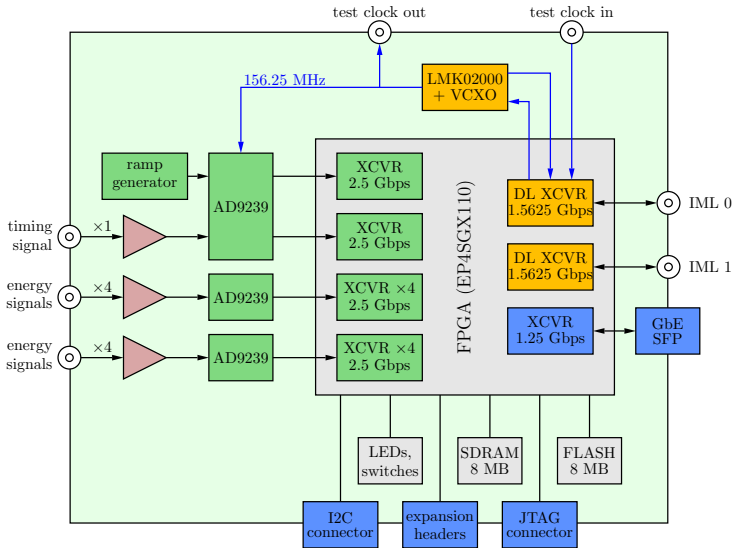 test clock out
test clock in
LMK02000
+ VCXO
156.25 MHz
ramp
generator
AD9239
XCVR
2.5 Gbps
XCVR
2.5 Gbps
FPGA (EP4SGX110)
DL XCVR
1.5625 Gbps
IML 0
timing
signal
×1
DL XCVR
1.5625 Gbps
IML 1
energy
signals
×4
AD9239
XCVR ×4
2.5 Gbps
XCVR
1.25 Gbps
GbE
SFP
energy
signals
×4
AD9239
XCVR ×4
2.5 Gbps
LEDs,
switches
SDRAM
8 MB
FLASH
8 MB
I2C
connector
expansion
headers
JTAG
connector